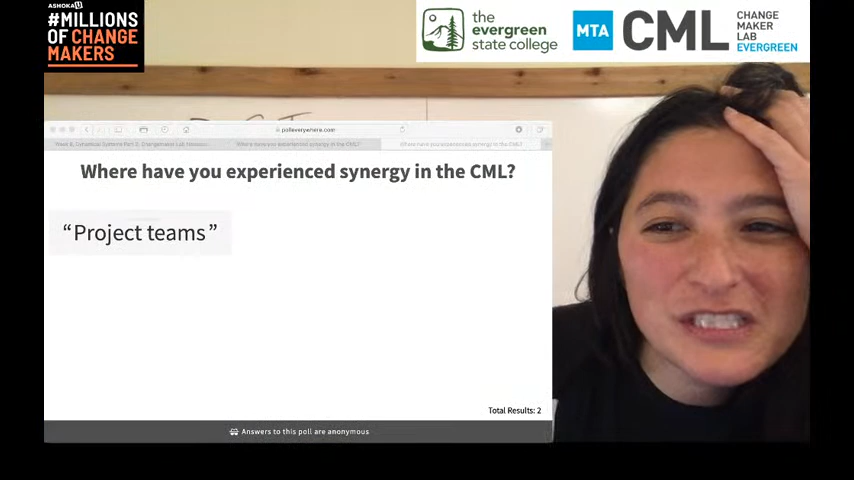 ASHOKA U
#MILLIONS
OF CHANGE
MAKERS
the
evergreen
state college
MTA
CML
CHANGE
MAKER
LAB
EVERGREEN
polleverywhere.com
Where have you experienced synergy in the CML?
“Project teams”
Total Results: 2
Answers to this poll are anonymous